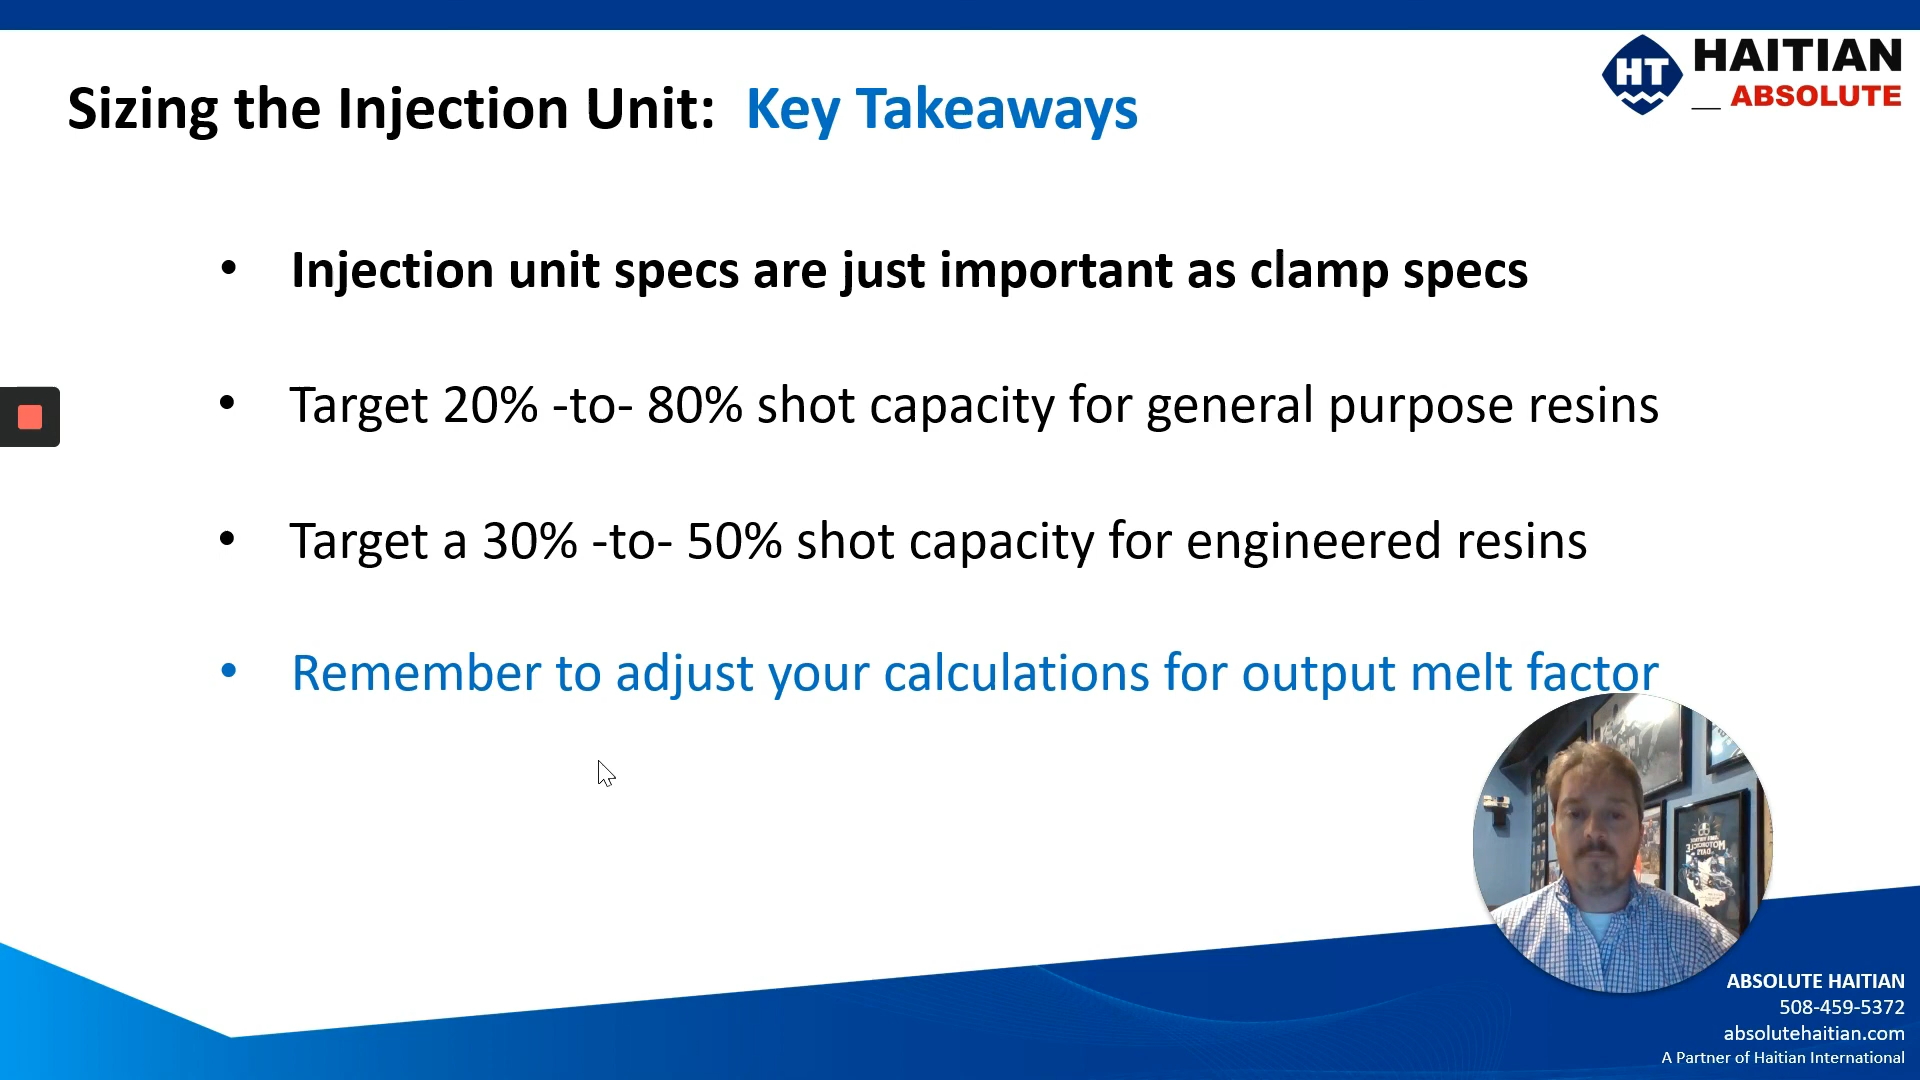 HT HAITIAN
ABSOLUTE
Sizing the Injection Unit: Key Takeaways
• Injection unit specs are just important as clamp specs
• Target 20% -to- 80% shot capacity for general purpose resins
• Target a 30% -to- 50% shot capacity for engineered resins
• Remember to adjust your calculations for output melt factor
ABSOLUTE HAITIAN
508-459-5372
absolutehaitian.com
A Partner of Haitian International